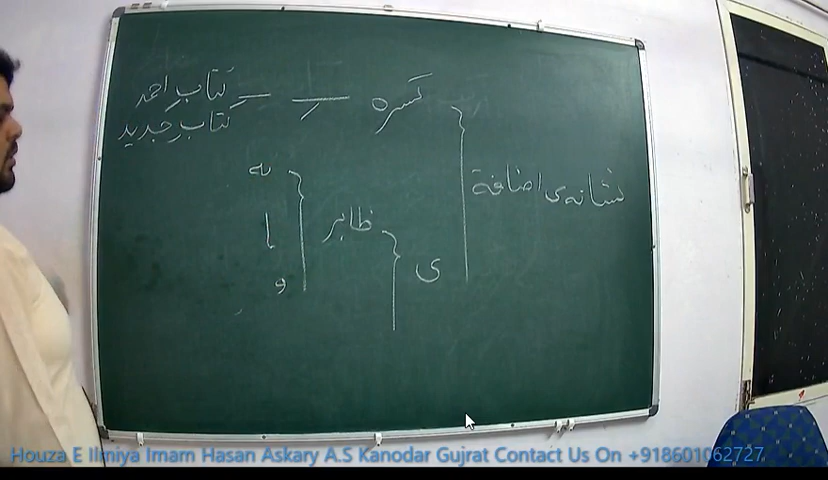 کسره — کتابِ احمد
کتابِ جدید
نشانه‌ی اضافة
ی
ظاہر
ہ
ا
و
Houza E Ilmiya Imam Hasan Askary A.S Kanodar Gujrat Contact Us On +918601062727